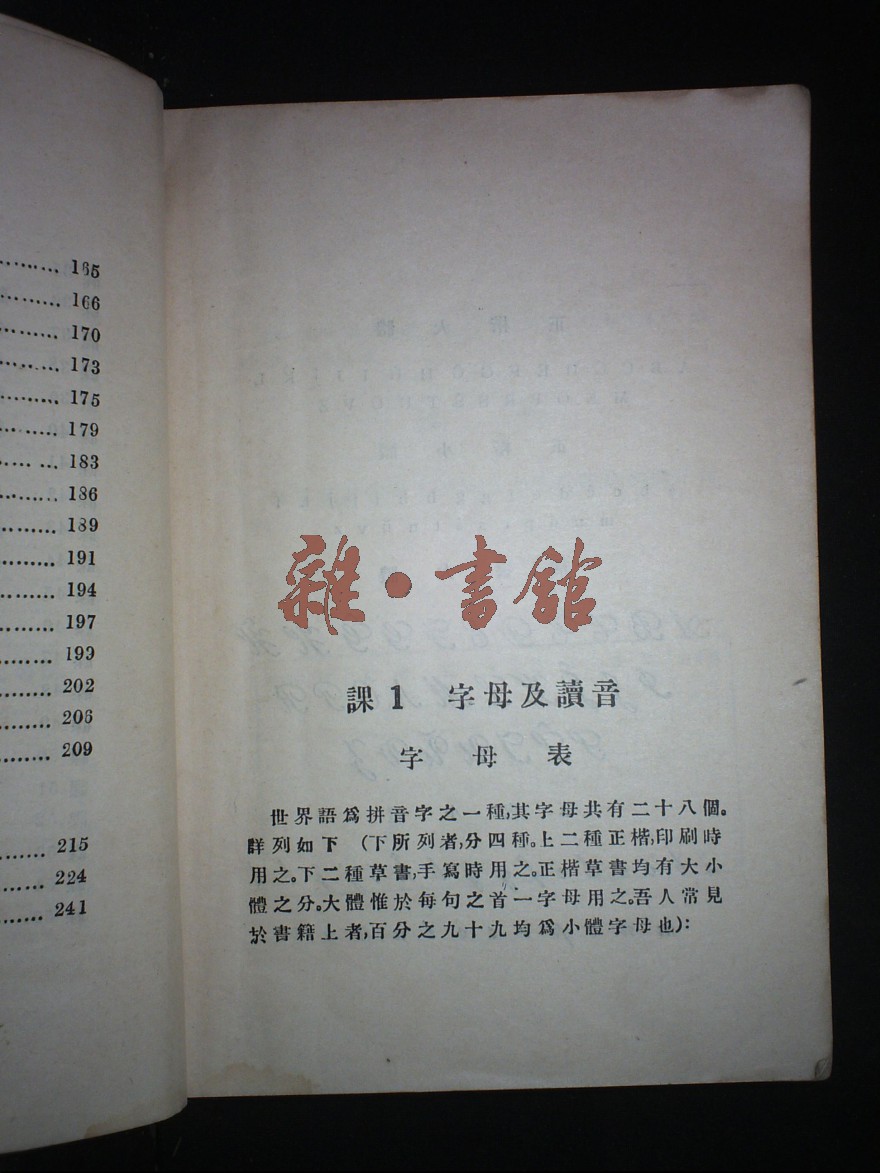 165
166
170
173
175
179
183
186
189
191
194
197
199
202
206
209
215
224
241
雜·書館
課1 字母及讀音
字母表
世界語爲拼音字之一種,其字母共有二十八個。
詳列如下(下所列者,分四種。上二種正楷,印刷時
用之。下二種草書,手寫時用之。正楷草書均有大小
體之分。大體惟於每句之首一字母用之。吾人常見
於書籍上者,百分之九十九均爲小體字母也):